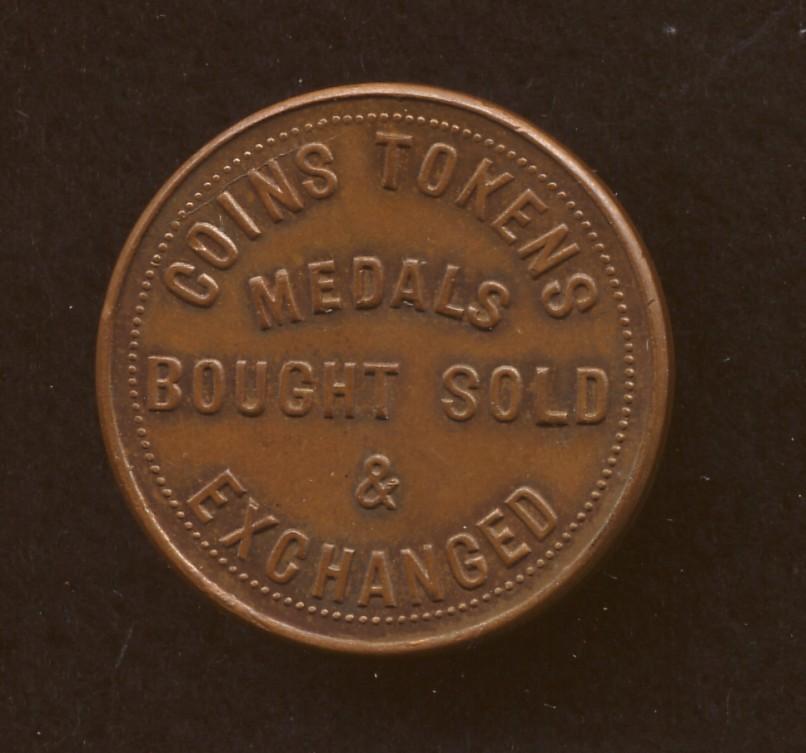 COINS TOKENS
MEDALS
BOUGHT SOLD
&
EXCHANGED